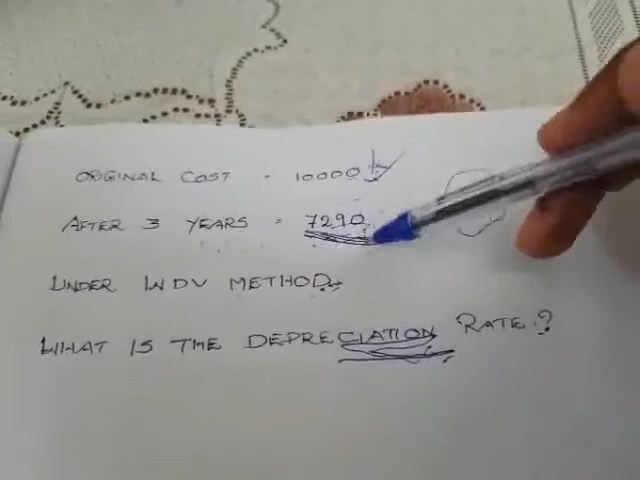 ORIGINAL COST = 10000
AFTER 3 YEARS = 7290
UNDER WDV METHOD
WHAT IS THE DEPRECIATION RATE?